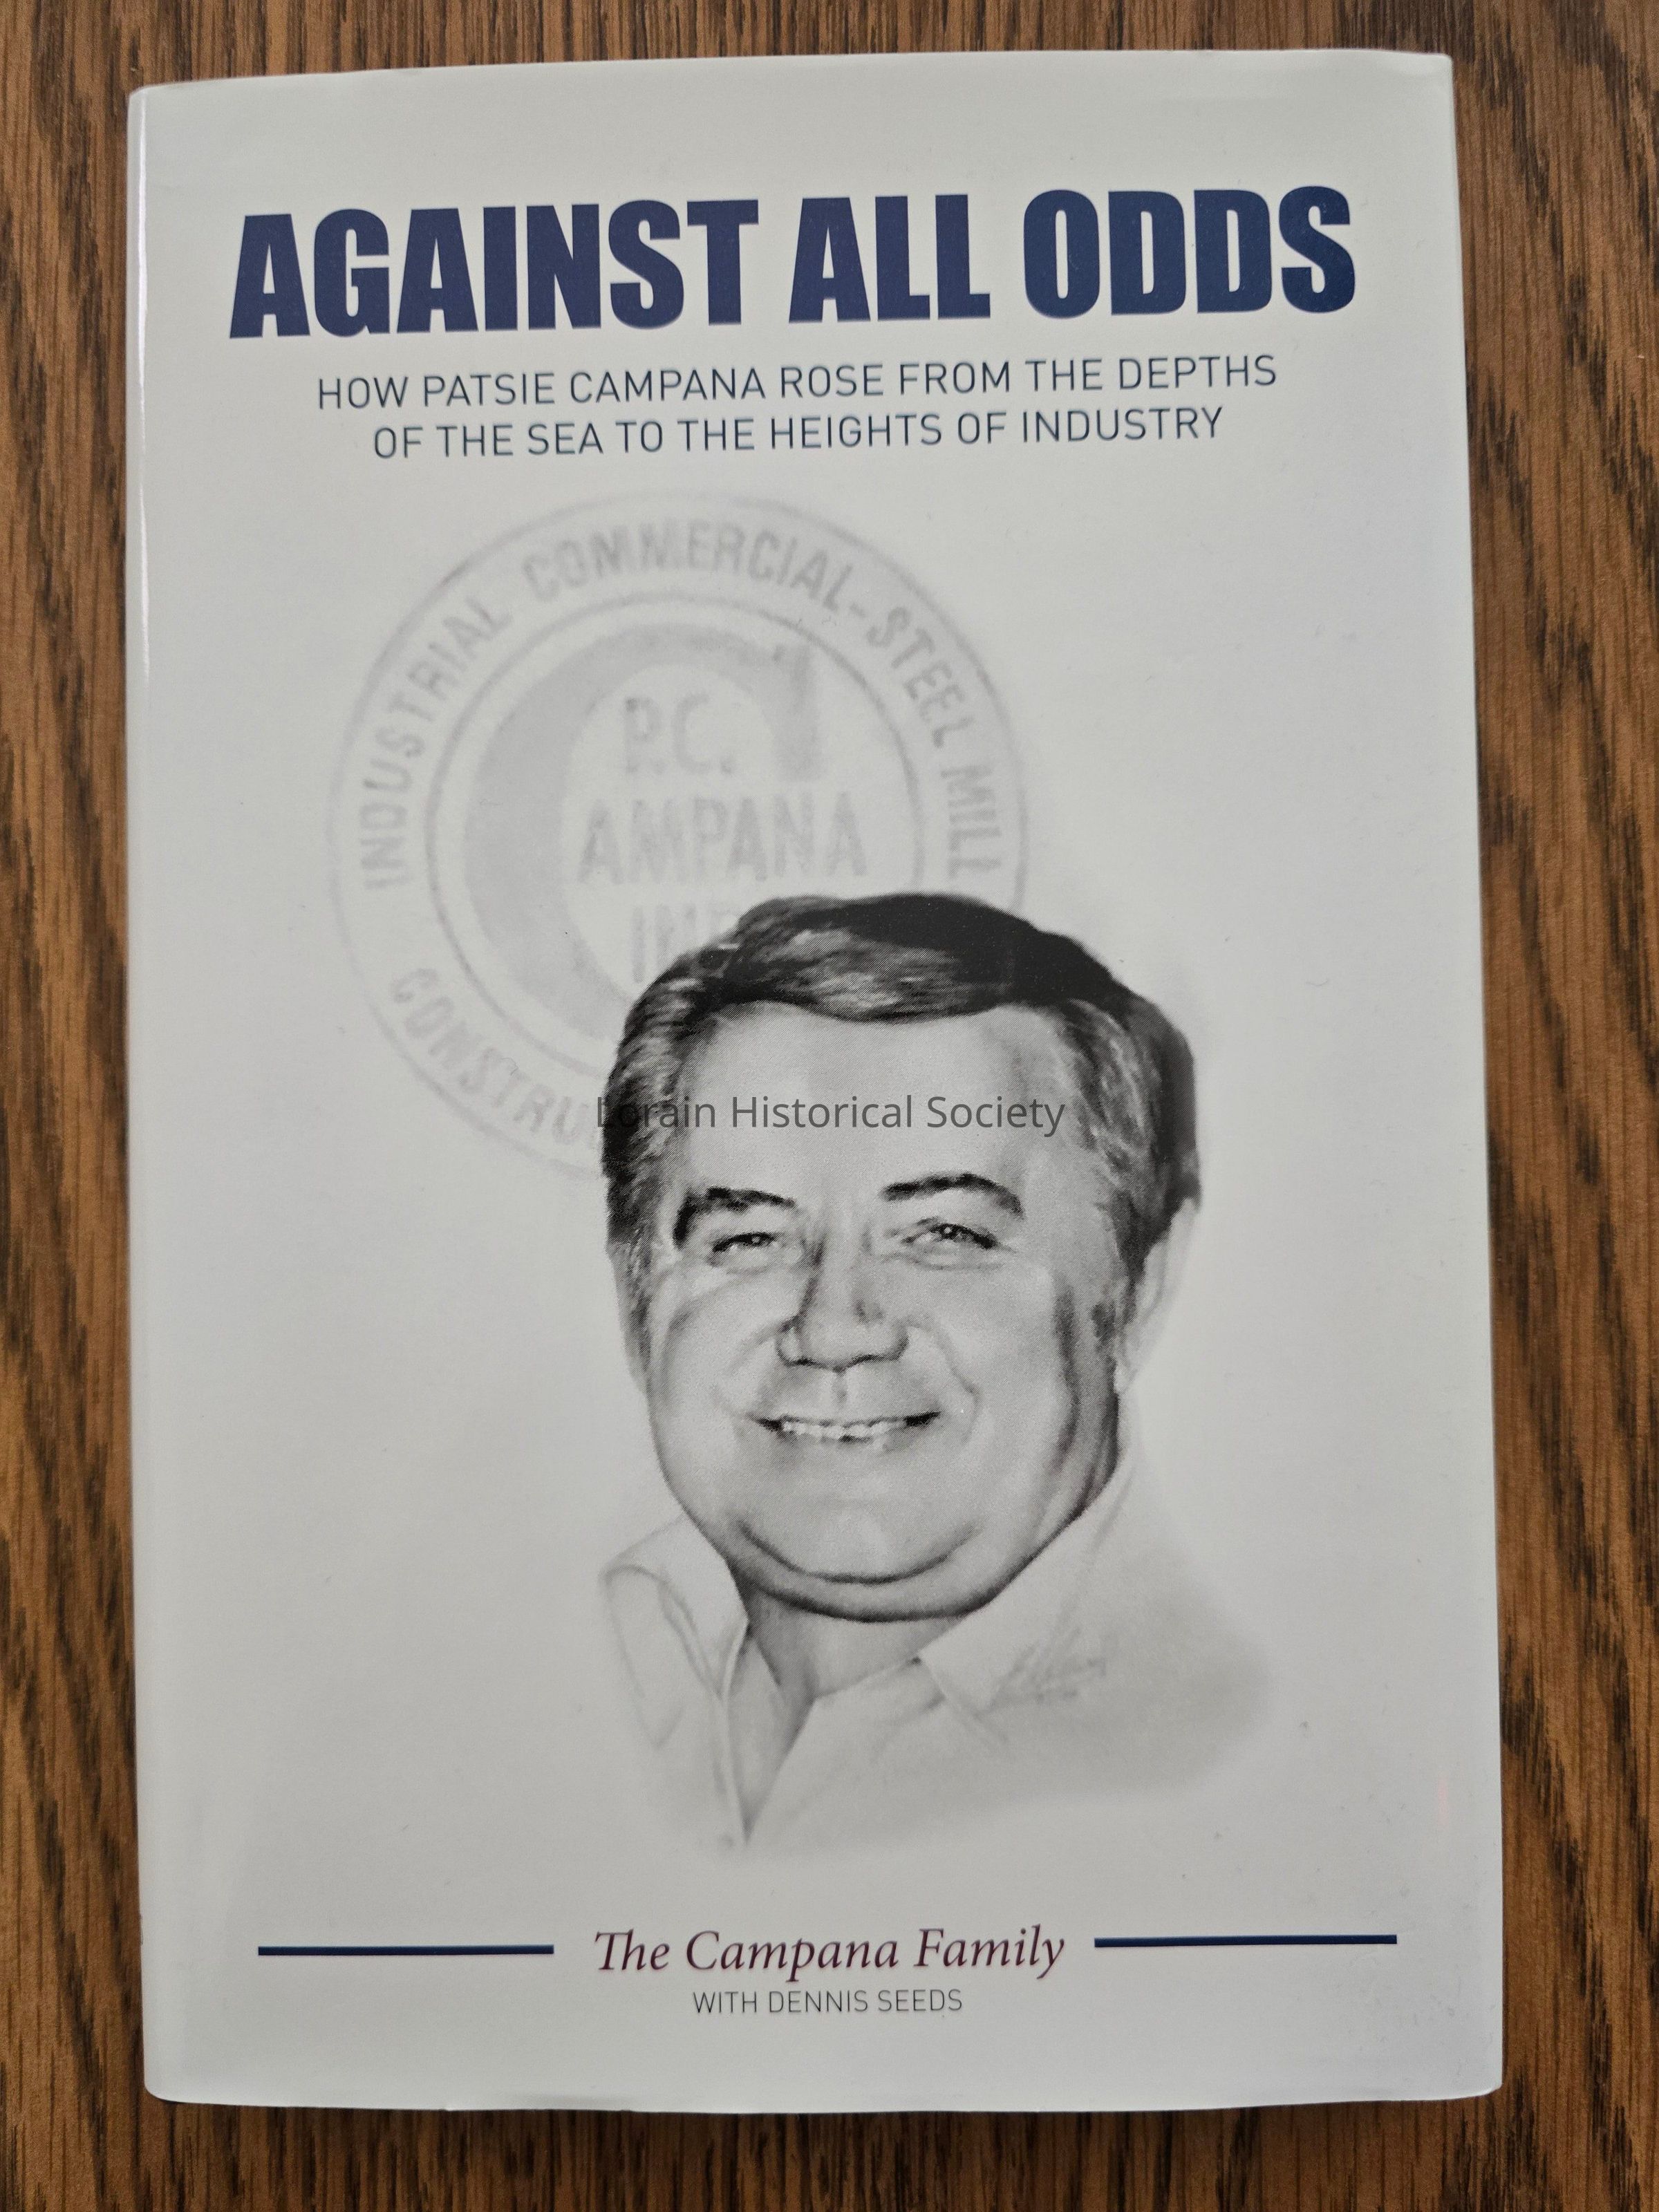 AGAINST ALL ODDS
HOW PATSIE CAMPANA ROSE FROM THE DEPTHS
OF THE SEA TO THE HEIGHTS OF INDUSTRY
INDUSTRIAL COMMERCIAL-STEEL MILL
P.C.
AMPANA
Lorain Historical Society
The Campana Family
WITH DENNIS SEEDS